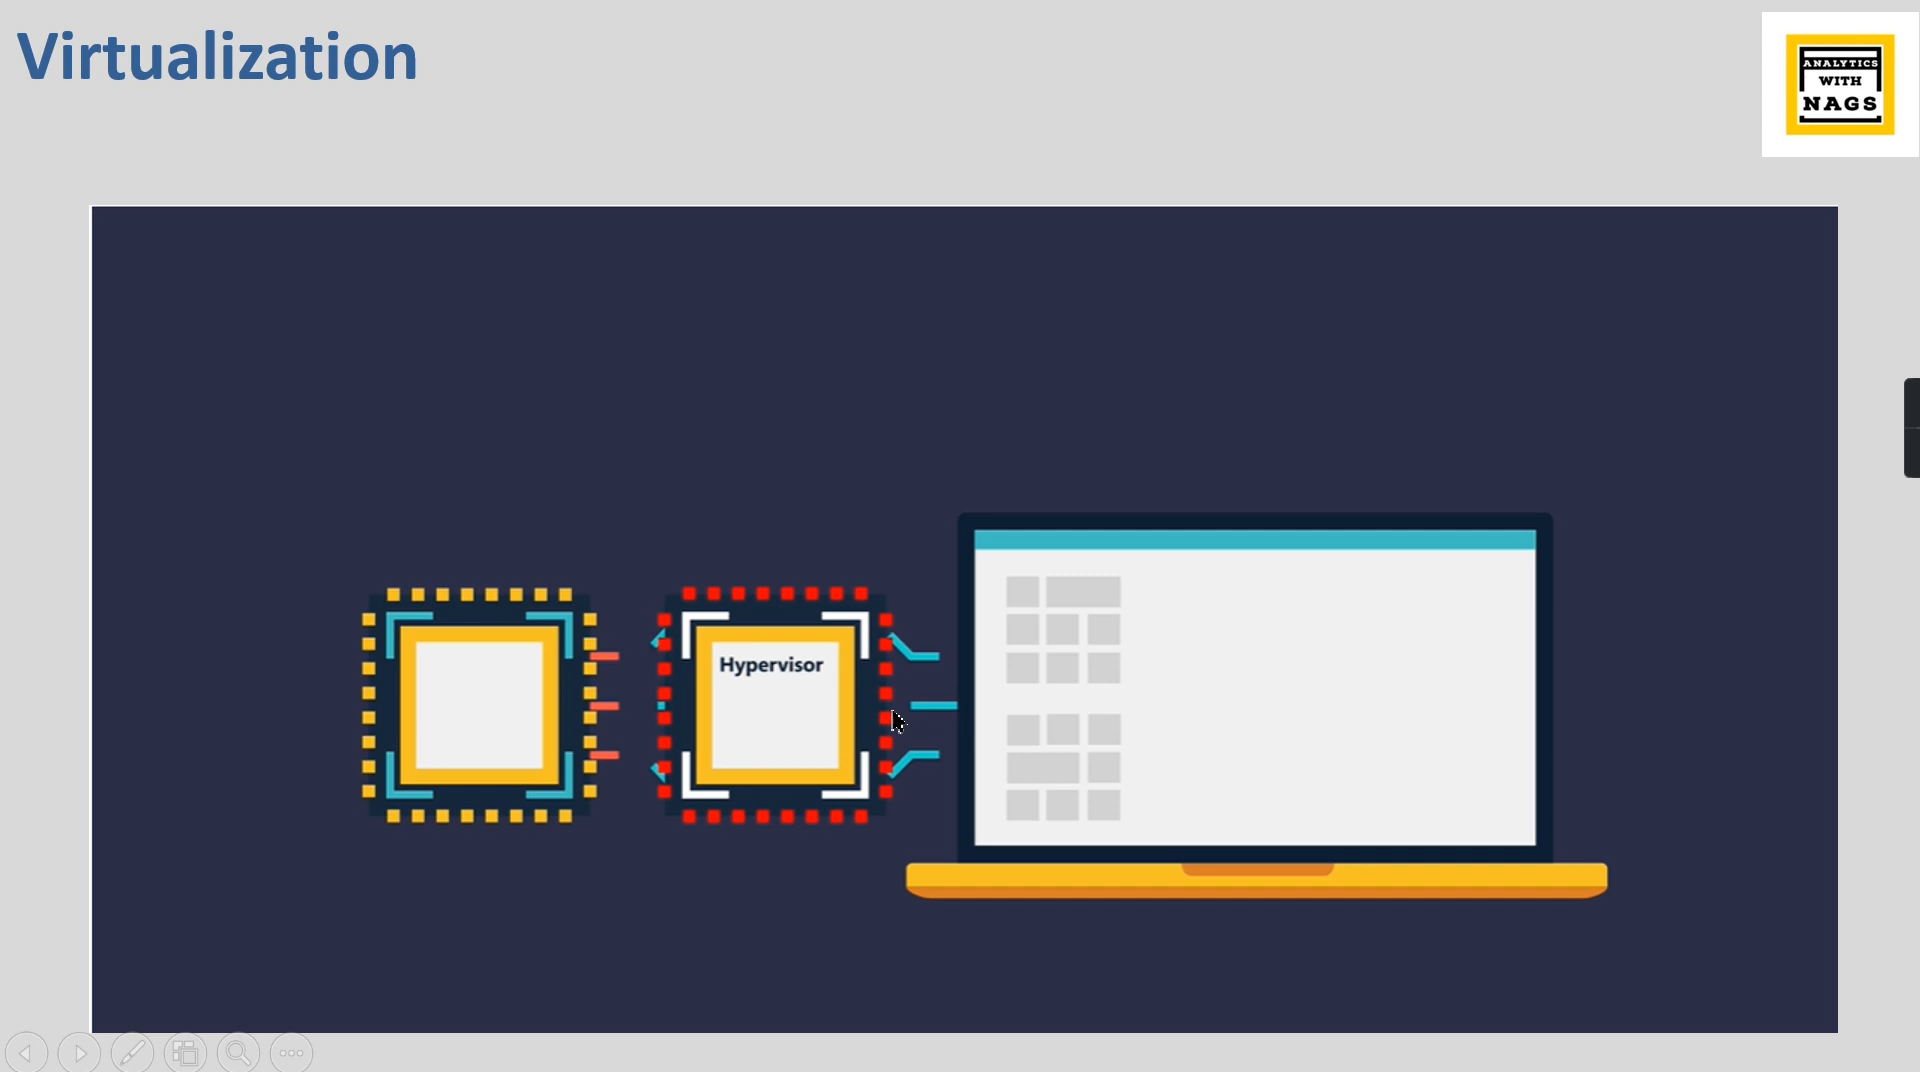 Virtualization
ANALYTICS
WITH
NAGS
Hypervisor